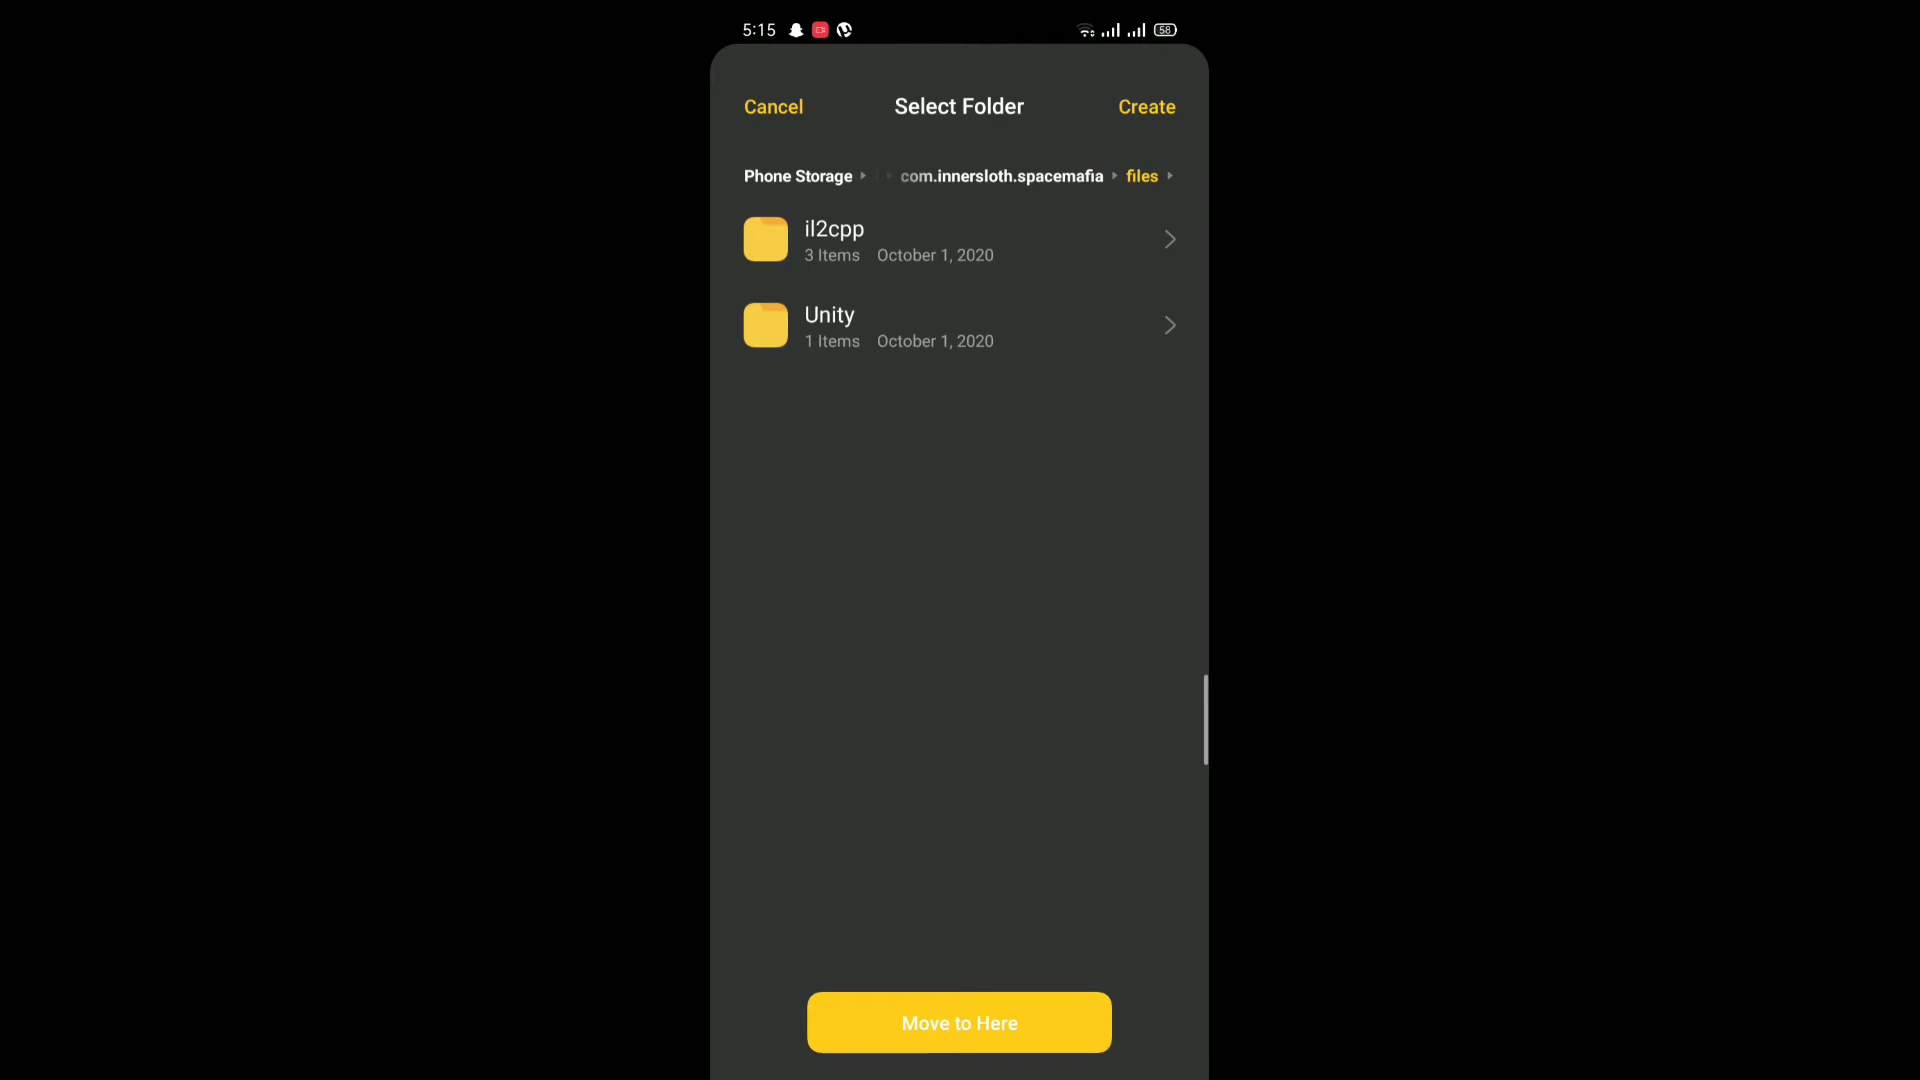 5:15 58
Cancel Select Folder Create
Phone Storage com.innersloth.spacemafia files
il2cpp
3 Items October 1, 2020
Unity
1 Items October 1, 2020
Move to Here